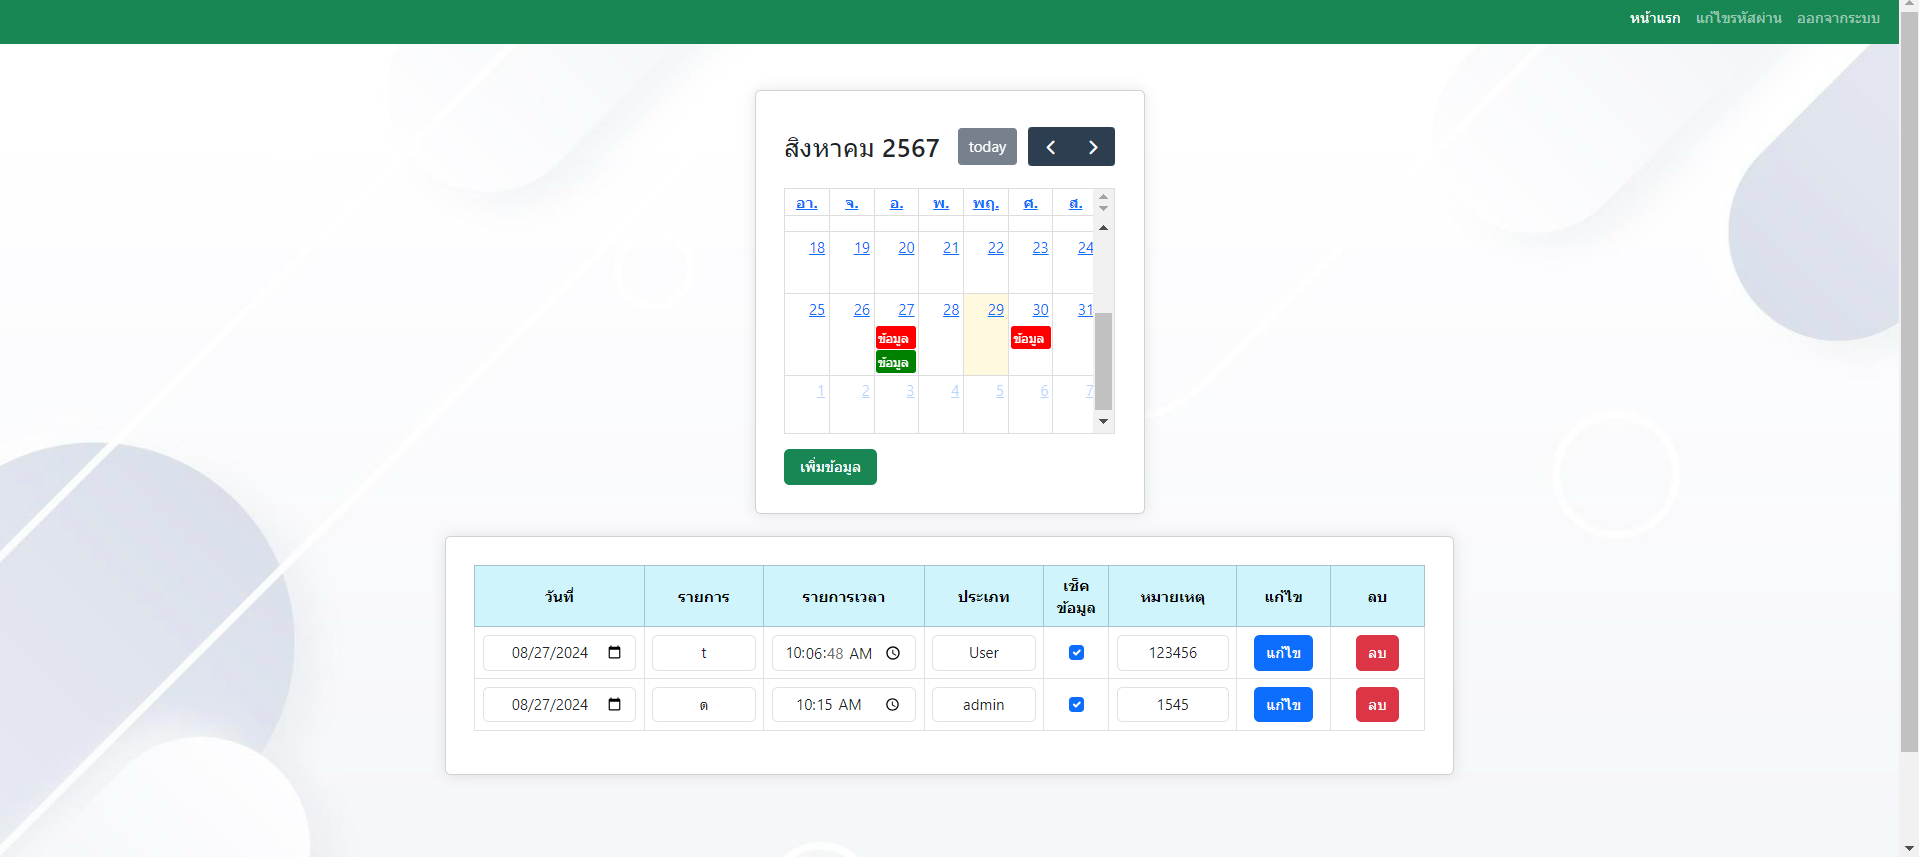 หน้าแรก แก้ไขรหัสผ่าน ออกจากระบบ
สิงหาคม 2567 today
อา. จ. อ. พ. พฤ. ศ. ส.
18 19 20 21 22 23 24
25 26 27 28 29 30 31
ข้อมูล ข้อมูล
ข้อมูล
1 2 3 4 5 6 7
เพิ่มข้อมูล
วันที่ รายการ รายการเวลา ประเภท เช็คข้อมูล หมายเหตุ แก้ไข ลบ
08/27/2024 t 10:06:48 AM User 123456 แก้ไข ลบ
08/27/2024 ด 10:15 AM admin 1545 แก้ไข ลบ